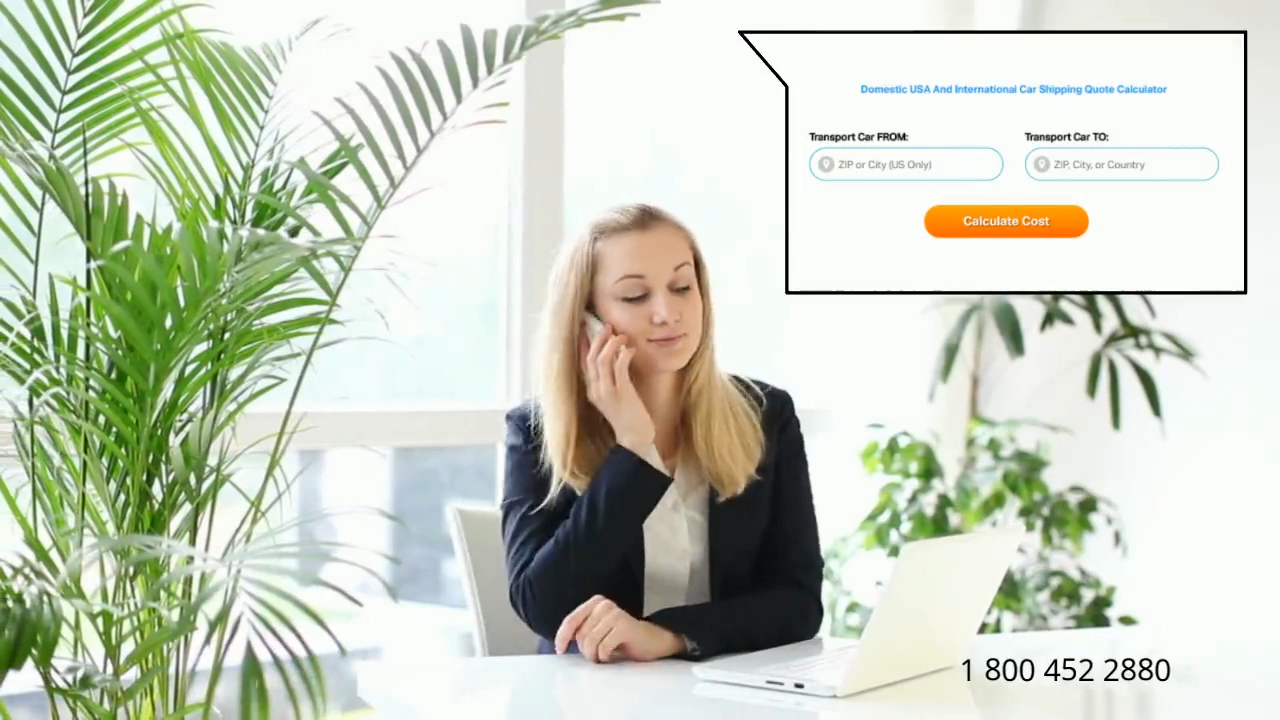 Domestic USA And International Car Shipping Quote Calculator
Transport Car FROM:
Transport Car TO:
ZIP or City (US Only)
ZIP, City, or Country
Calculate Cost
1 800 452 2880